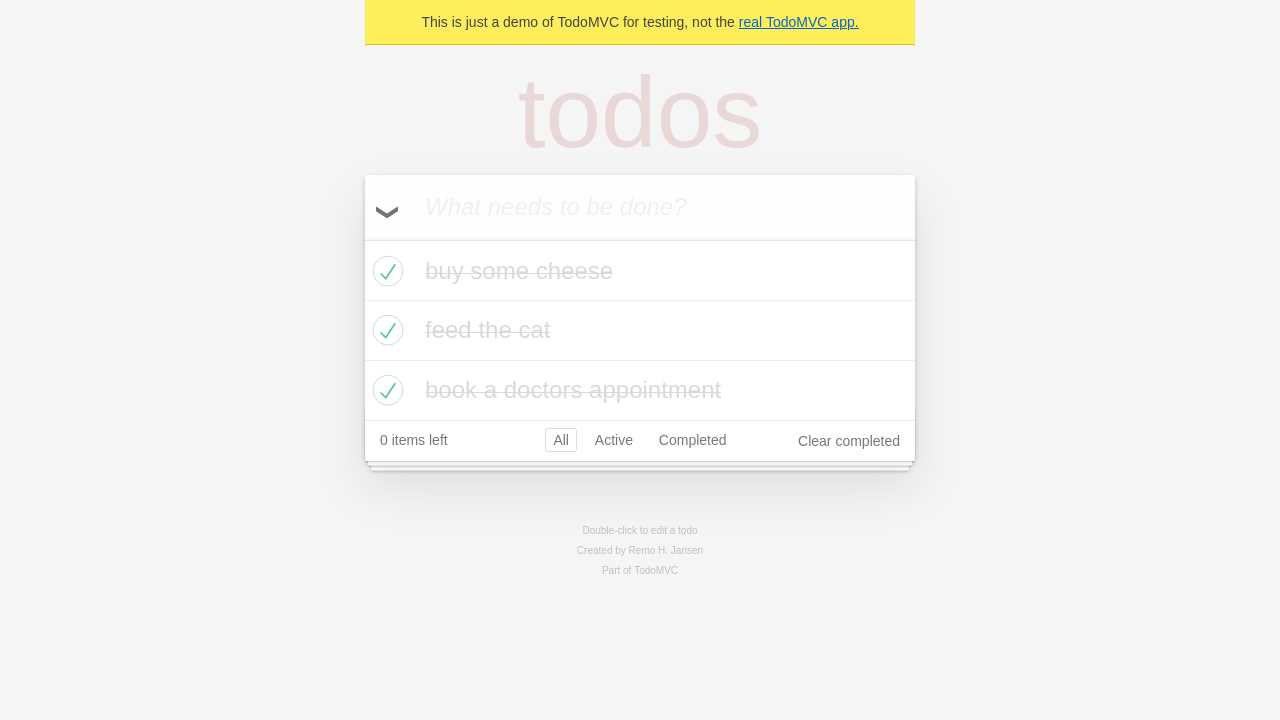 This is just a demo of TodoMVC for testing, not the real TodoMVC app.
todos
What needs to be done?
buy some cheese
feed the cat
book a doctors appointment
0 items left All Active Completed Clear completed
Double-click to edit a todo
Created by Remo H. Jansen
Part of TodoMVC